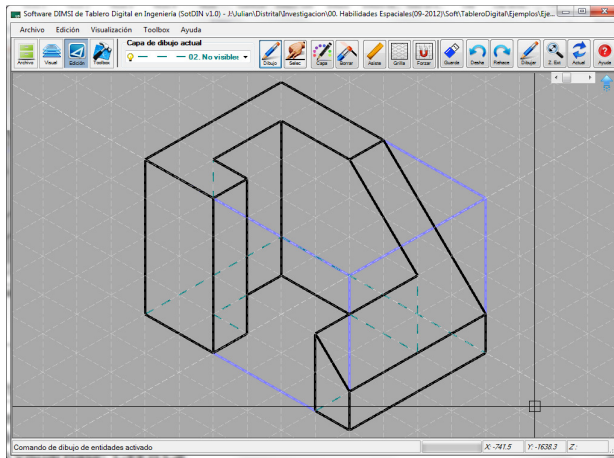 Software DIMSI de Tablero Digital en Ingeniería (SotDIN v1.0) - J:\Julian\Distrital\Investigacion\00. Habilidades Espaciales(09-2012)\Soft\TableroDigital\Ejemplos\Eje...
Archivo Edición Visualización Toolbox Ayuda
Capa de dibujo actual
02. No visibles
Archivo Visual Edición Toolbox Dibujo Selec Capa Borrar Asiste Grilla Forzar Guarda Desha Rehace Dibujar Z. Ext. Actual Ayuda
Comando de dibujo de entidades activado X: -741.5 Y: -1638.3 Z: